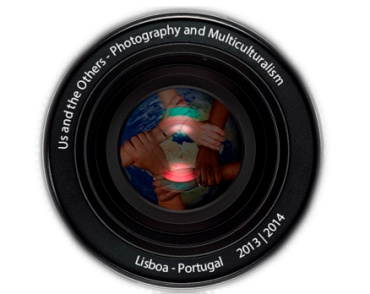 Us and the Others - Photography and Multiculturalism
Lisboa - Portugal
2013 | 2014